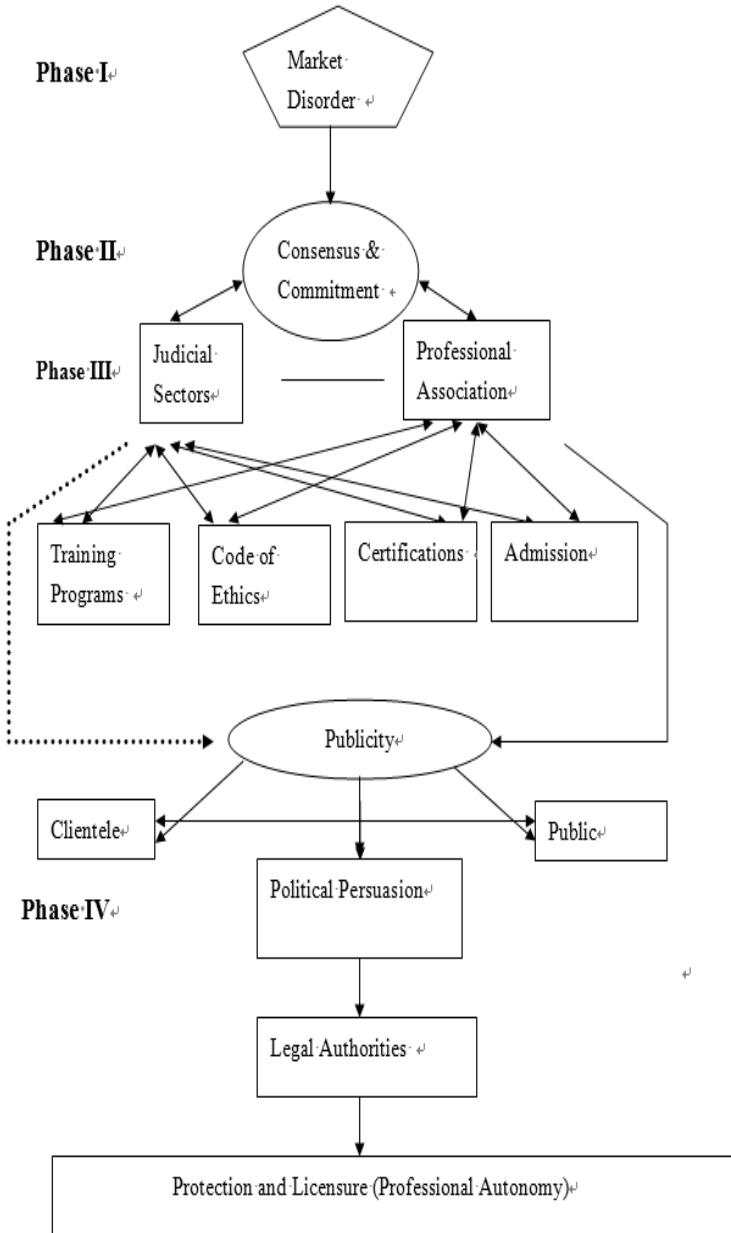 Phase I
Market
Disorder
Phase II
Consensus &
Commitment
Phase III
Judicial
Sectors
Professional
Association
Training
Programs
Code of
Ethics
Certifications
Admission
Publicity
Clientele
Public
Phase IV
Political Persuasion
Legal Authorities
Protection and Licensure (Professional Autonomy)